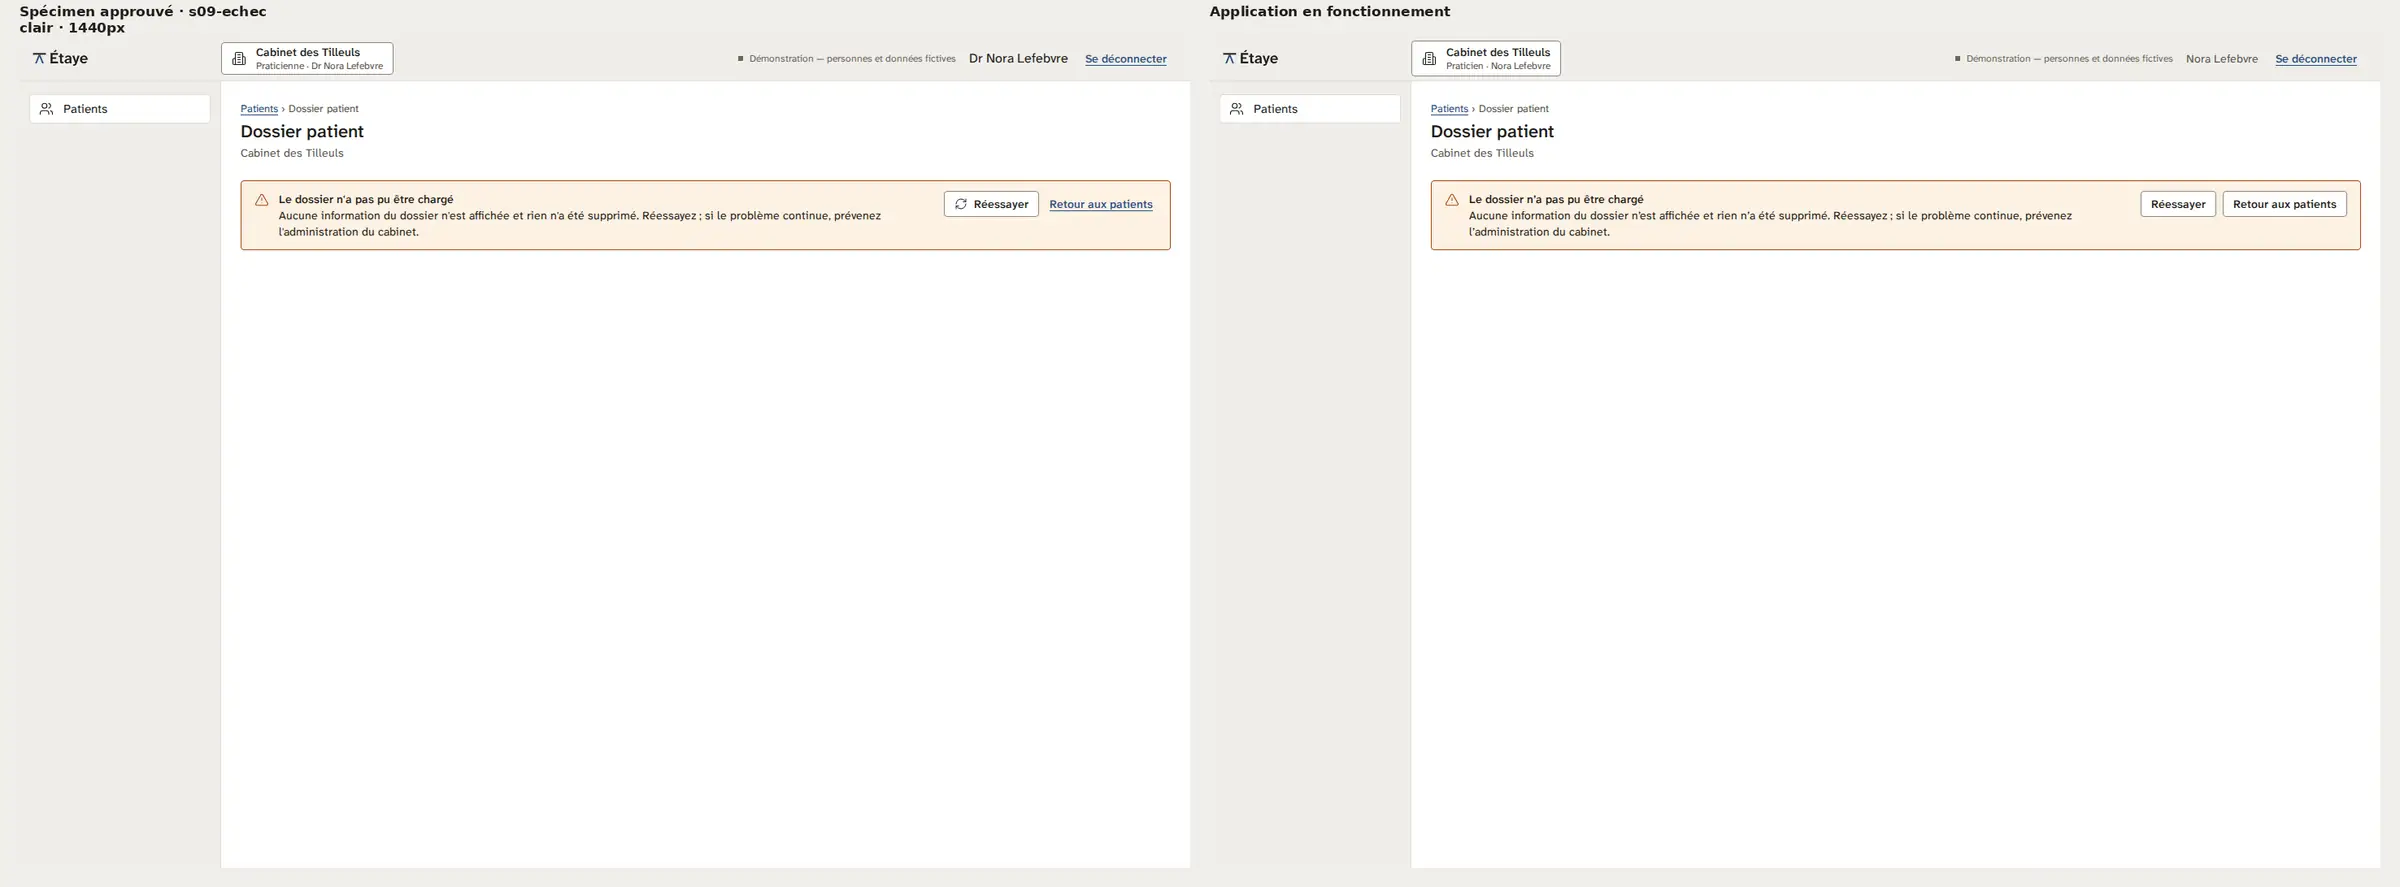 Spécimen approuvé · s09-echec
clair · 1440px
Étaye
Cabinet des Tilleuls
Praticienne · Dr Nora Lefebvre
Démonstration — personnes et données fictives
Dr Nora Lefebvre
Se déconnecter
Patients
Patients › Dossier patient
Dossier patient
Cabinet des Tilleuls
Le dossier n'a pas pu être chargé
Aucune information du dossier n'est affichée et rien n'a été supprimé. Réessayez ; si le problème continue, prévenez
l'administration du cabinet.
Réessayer
Retour aux patients
Application en fonctionnement
Étaye
Cabinet des Tilleuls
Praticien · Nora Lefebvre
Démonstration — personnes et données fictives
Nora Lefebvre
Se déconnecter
Patients
Patients › Dossier patient
Dossier patient
Cabinet des Tilleuls
Le dossier n’a pas pu être chargé
Aucune information du dossier n’est affichée et rien n’a été supprimé. Réessayez ; si le problème continue, prévenez
l’administration du cabinet.
Réessayer
Retour aux patients